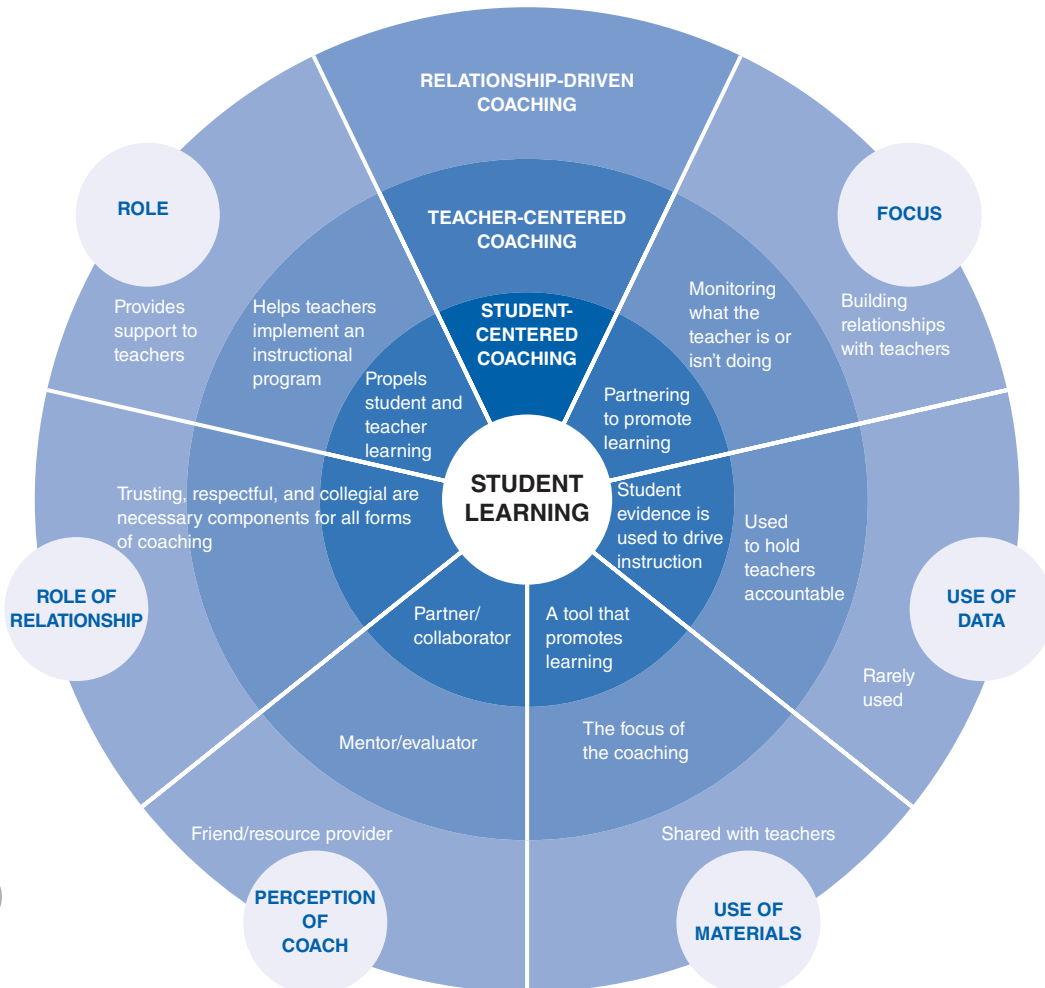 RELATIONSHIP-DRIVEN
COACHING
TEACHER-CENTERED
COACHING
STUDENT-
CENTERED
COACHING
STUDENT
LEARNING
ROLE
Provides
support to
teachers
Helps teachers
implement an
instructional
program
Propels
student and
teacher
learning
FOCUS
Building
relationships
with teachers
Monitoring
what the
teacher is or
isn't doing
Partnering
to promote
learning
USE OF
DATA
Rarely
used
Used
to hold
teachers
accountable
Student
evidence is
used to drive
instruction
USE OF
MATERIALS
Shared with teachers
The focus of
the coaching
A tool that
promotes
learning
PERCEPTION
OF
COACH
Friend/resource provider
Mentor/evaluator
Partner/
collaborator
ROLE OF
RELATIONSHIP
Trusting, respectful, and collegial are
necessary components for all forms
of coaching